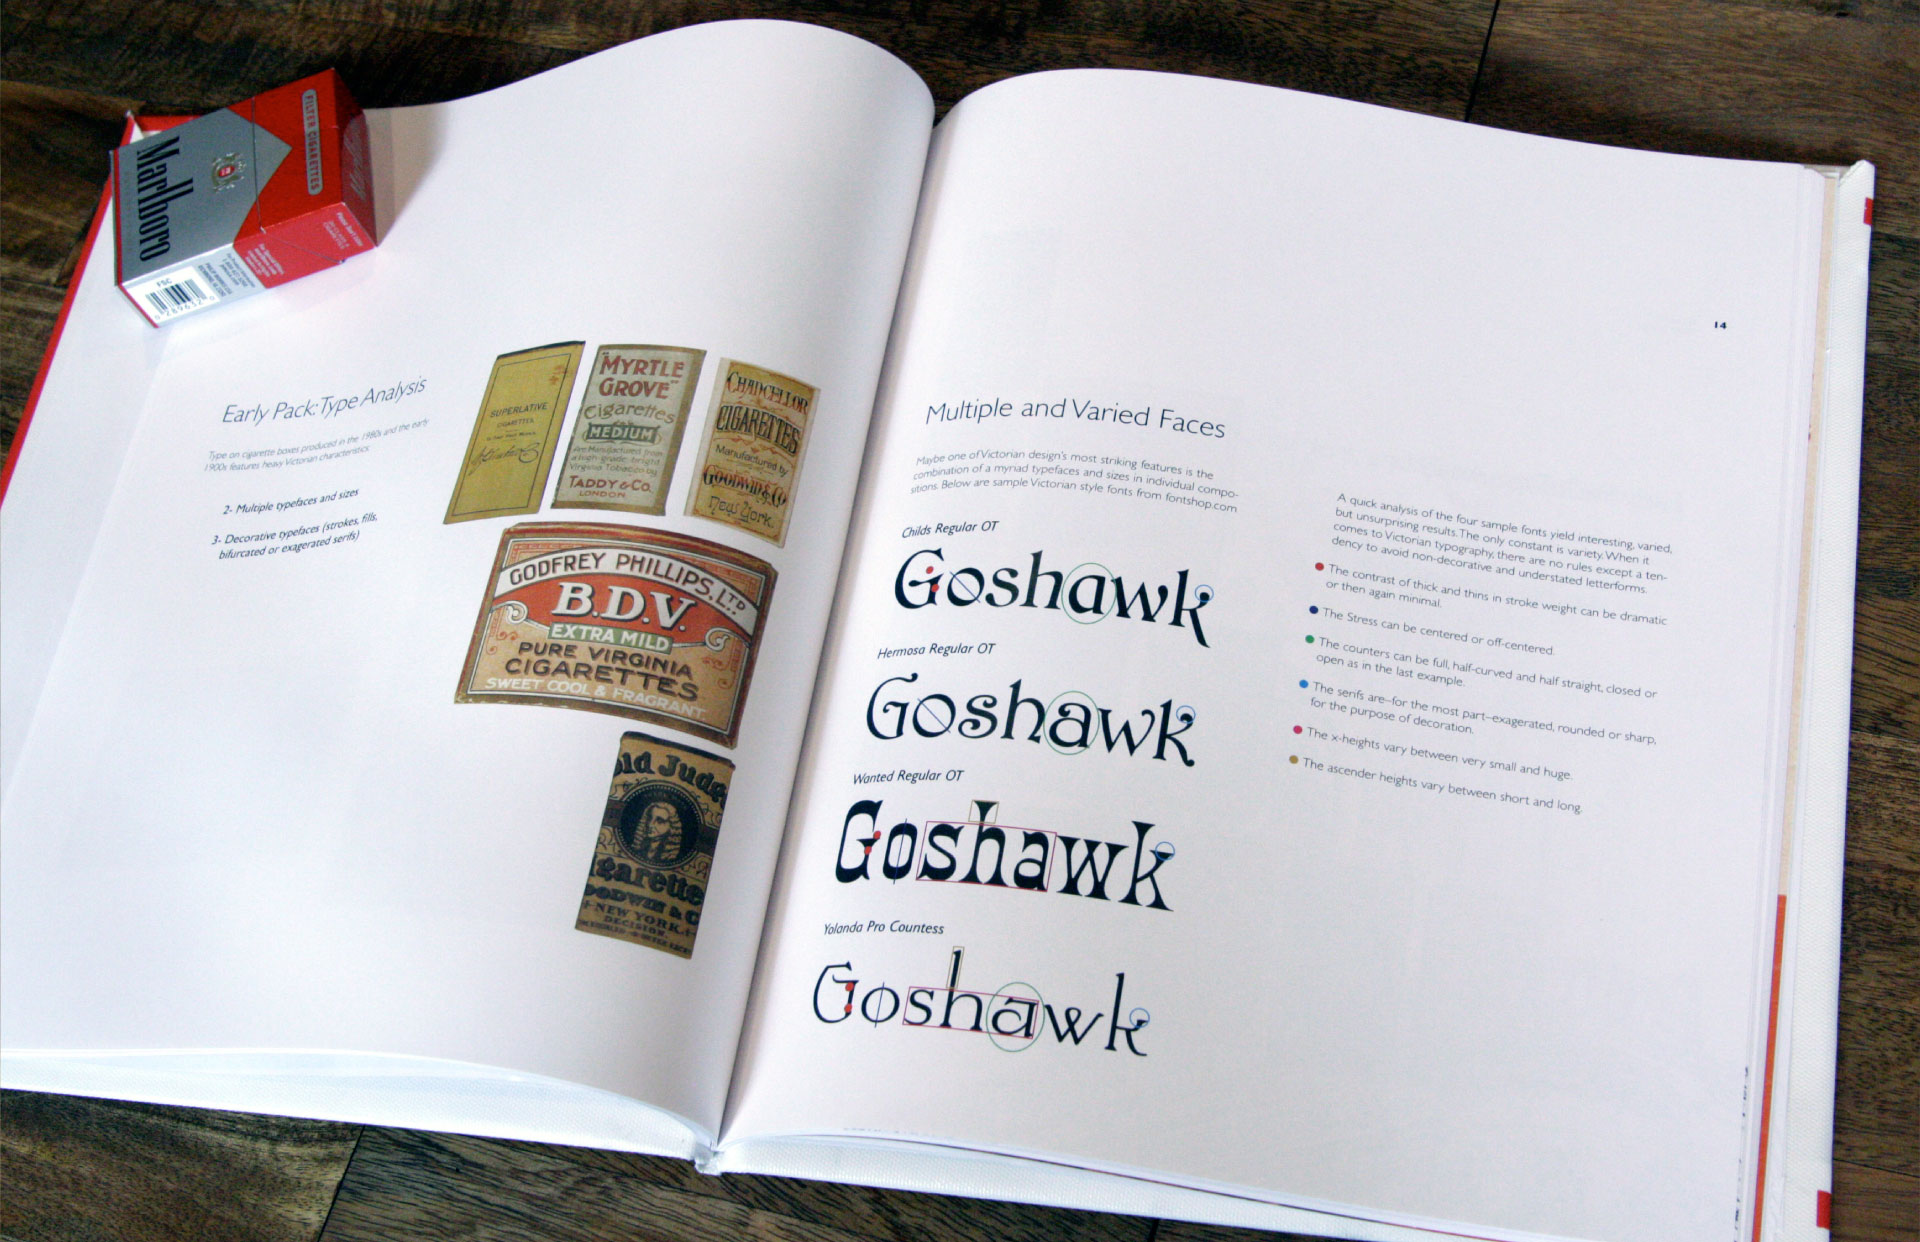 FILTER CIGARETTES
Marlboro
FSC
Early Pack: Type Analysis
Type on cigarette boxes produced in the 1980s and the early
1900s features heavy Victorian characteristics:
2- Multiple typefaces and sizes
3- Decorative typefaces (strokes, fills,
bifurcated or exagerated serifs)
SUPERLATIVE
CIGARETTES
"MYRTLE
GROVE"
Cigarettes
MEDIUM
Are Manufactured from
a high grade bright
Virginia Tobacco by
TADDY & CO.
LONDON.
CHANCELLOR
CIGARETTES
Manufactured by
GOODWIN & CO
New York.
GODFREY PHILLIPS, LTD
B.D.V.
EXTRA MILD
PURE VIRGINIA
CIGARETTES
SWEET COOL & FRAGRANT.
Old Judge
igarette
OODWIN & C
NEW YORK.
DECISION.
14
Multiple and Varied Faces
Maybe one of Victorian design's most striking features is the
combination of a myriad typefaces and sizes in individual compo-
sitions. Below are sample Victorian style fonts from fontshop.com
Childs Regular OT
Goshawk
Hermosa Regular OT
Goshawk
Wanted Regular OT
Goshawk
Yolanda Pro Countess
Goshawk
A quick analysis of the four sample fonts yield interesting, varied,
but unsurprising results. The only constant is variety. When it
comes to Victorian typography, there are no rules except a ten-
dency to avoid non-decorative and understated letterforms.
The contrast of thick and thins in stroke weight can be dramatic
or then again minimal.
The Stress can be centered or off-centered.
The counters can be full, half-curved and half straight, closed or
open as in the last example.
The serifs are–for the most part–exagerated, rounded or sharp,
for the purpose of decoration.
The x-heights vary between very small and huge.
The ascender heights vary between short and long.